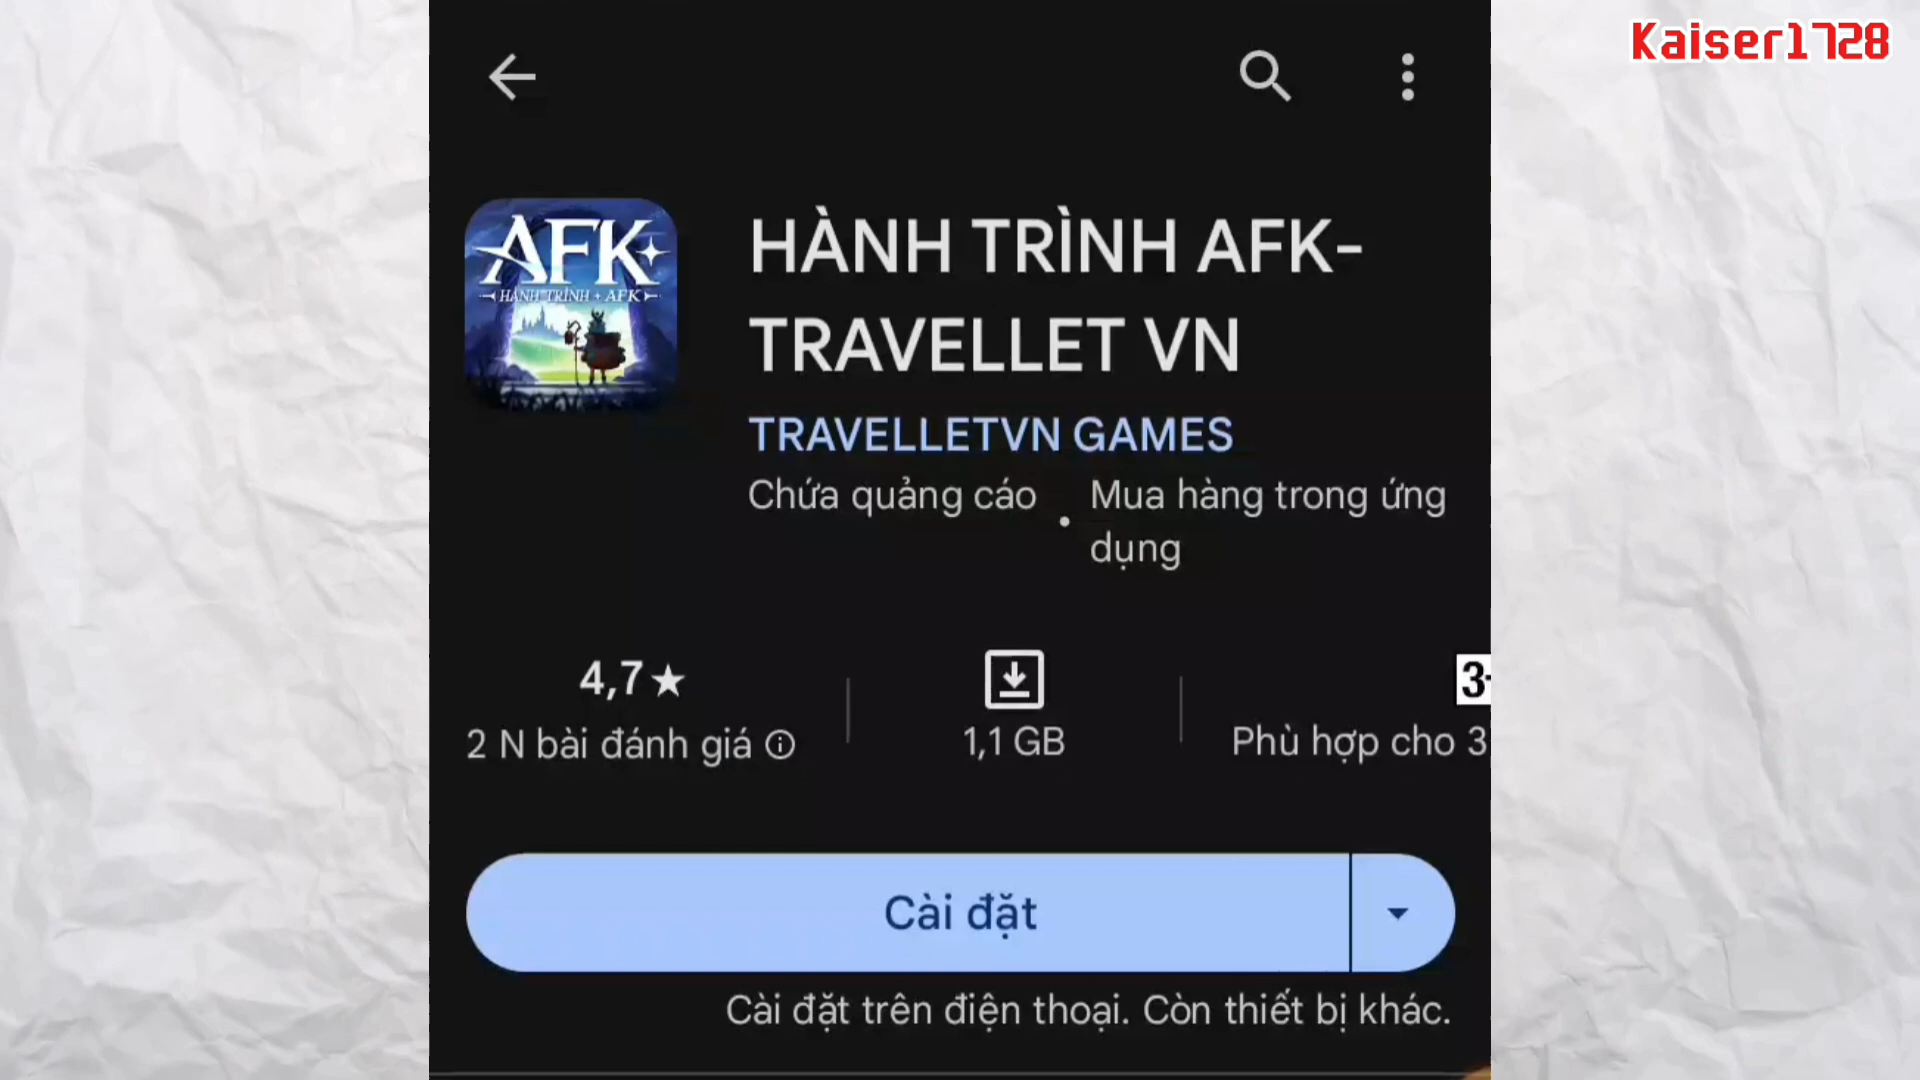 Kaiser1728
AFK
HÀNH TRÌNH + AFK
HÀNH TRÌNH AFK-
TRAVELLET VN
TRAVELLETVN GAMES
Chứa quảng cáo • Mua hàng trong ứng
dụng
4,7★
2 N bài đánh giá
1,1 GB
3+
Phù hợp cho 3
Cài đặt
Cài đặt trên điện thoại. Còn thiết bị khác.